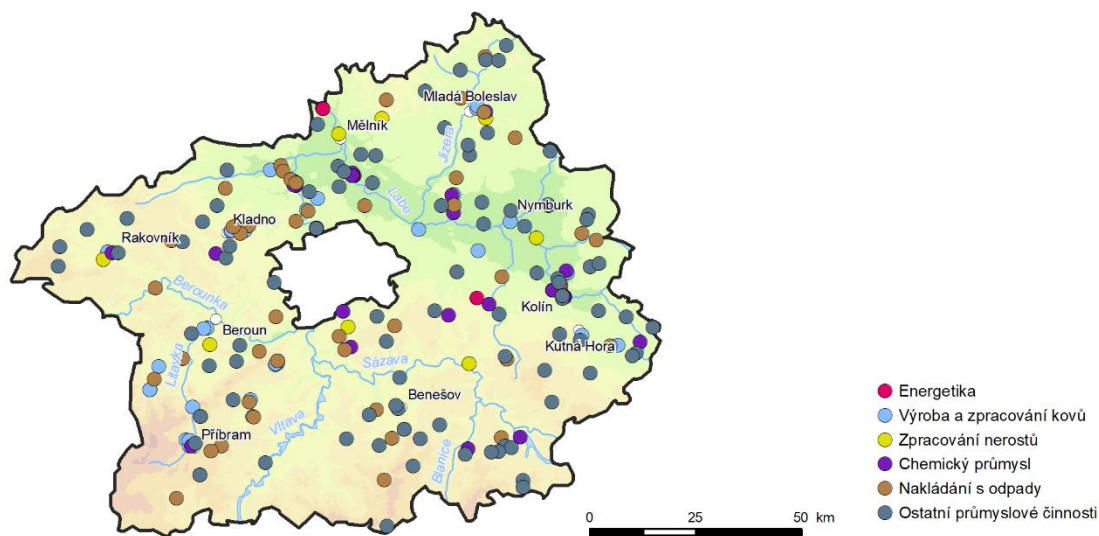 Mladá Boleslav
Mělník
Jizera
Labe
Nymburk
Kladno
Rakovník
Berounka
Kolín
Beroun
Kutná Hora
Litavka
Sázava
Benešov
Vltava
Příbram
Blanice
Energetika
Výroba a zpracování kovů
Zpracování nerostů
Chemický průmysl
Nakládání s odpady
Ostatní průmyslové činnosti
0 25 50 km